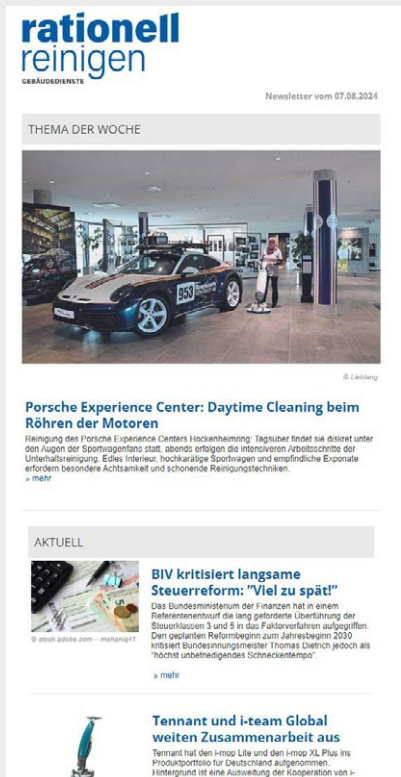 rationell
reinigen
GEBÄUDEDIENSTE
Newsletter vom 07.08.2024
THEMA DER WOCHE
953
© Lieblang
Porsche Experience Center: Daytime Cleaning beim
Röhren der Motoren
Reinigung des Porsche Experience Centers Hockenheimring: Tagsüber findet sie diskret unter
den Augen der Sportwagenfans statt, abends erfolgen die intensiveren Arbeitsschritte der
Unterhaltsreinigung. Edles Interieur, hochkarätige Sportwagen und empfindliche Exponate
erfordern besondere Achtsamkeit und schonende Reinigungstechniken.
» mehr
AKTUELL
© stock.adobe.com - mehaniq41
BIV kritisiert langsame
Steuerreform: "Viel zu spät!"
Das Bundesministerium der Finanzen hat in einem
Referentenentwurf die lang geforderte Überführung der
Steuerklassen 3 und 5 in das Faktorverfahren aufgegriffen.
Den geplanten Reformbeginn zum Jahresbeginn 2030
kritisiert Bundesinnungsmeister Thomas Dietrich jedoch als
"höchst unbefriedigendes Schneckentempo".
» mehr
Tennant und i-team Global
weiten Zusammenarbeit aus
Tennant hat den i-mop Lite und den i-mop XL Plus ins
Produktportfolio für Deutschland aufgenommen.
Hintergrund ist eine Ausweitung der Kooperation von i-